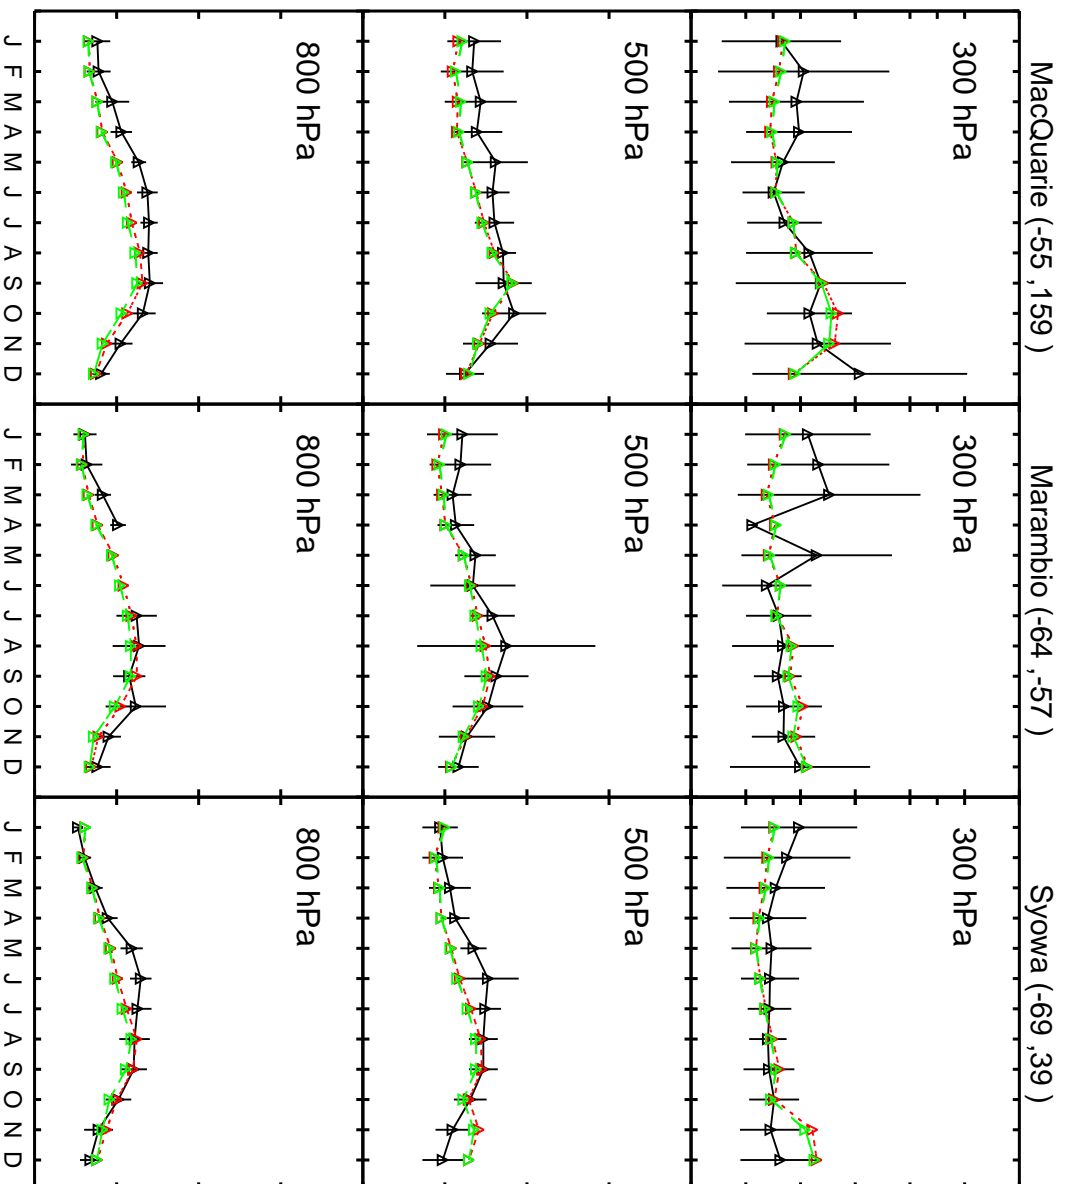 MacQuarie (-55 ,159 )
300 hPa
500 hPa
800 hPa
J F M A M J J A S O N D
Marambio (-64 ,-57 )
300 hPa
500 hPa
800 hPa
J F M A M J J A S O N D
Syowa (-69 ,39 )
300 hPa
500 hPa
800 hPa
J F M A M J J A S O N D